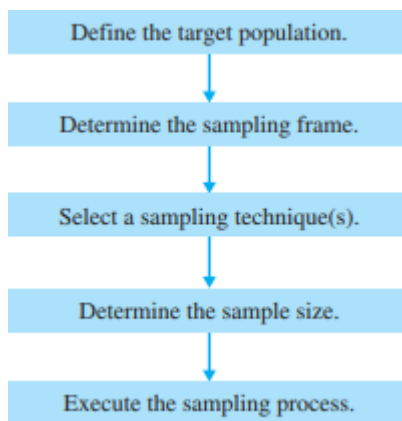 Define the target population.
Determine the sampling frame.
Select a sampling technique(s).
Determine the sample size.
Execute the sampling process.